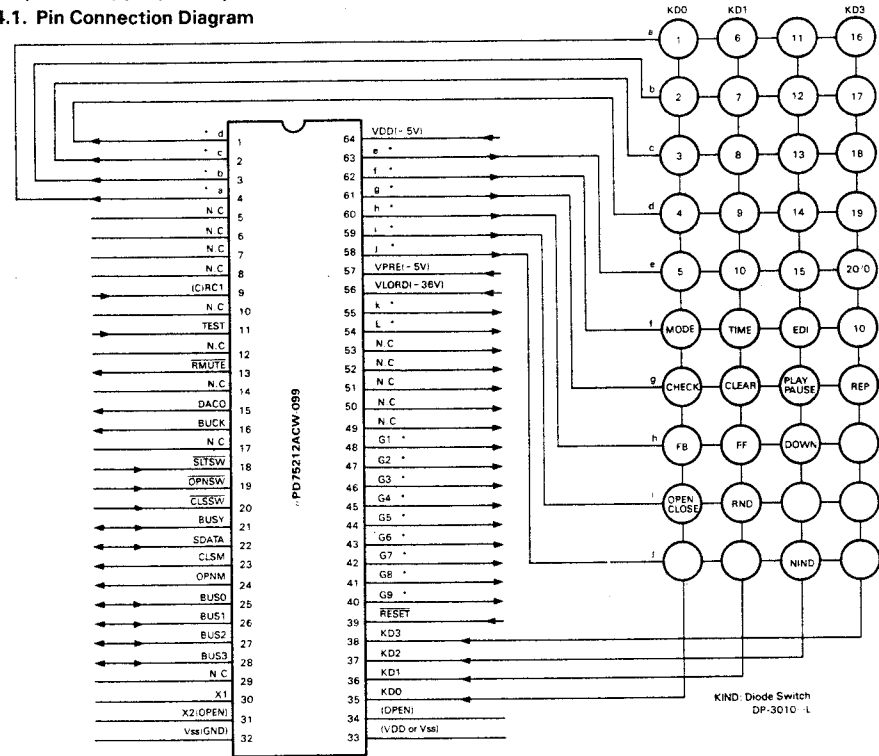 4.1. Pin Connection Diagram
KD0 KD1 KD3
a 1 6 11 16
b 2 7 12 17
c 3 8 13 18
d 4 9 14 19
e 5 10 15 20/0
f MODE TIME EDI 10
g CHECK CLEAR PLAY PAUSE REP
h FB FF DOWN
i OPEN CLOSE RND
j NIND
* d 1
* c 2
* b 3
* a 4
N.C 5
N.C 6
N.C 7
N.C 8
(C)RC1 9
N.C 10
TEST 11
N.C 12
RMUTE 13
N.C 14
DACO 15
BUCK 16
N.C 17
SLTSW 18
OPNSW 19
CLSSW 20
BUSY 21
SDATA 22
CLSM 23
OPNM 24
BUS0 25
BUS1 26
BUS2 27
BUS3 28
N.C 29
X1 30
X2(OPEN) 31
Vss(GND) 32
μPD75212ACW-099
64 VDD(-5V)
63 e *
62 f *
61 g *
60 h *
59 i *
58 j *
57 VPRE(-5V)
56 VLORD(-36V)
55 k *
54 L *
53 N.C
52 N.C
51 N.C
50 N.C
49 N.C
48 G1 *
47 G2 *
46 G3 *
45 G4 *
44 G5 *
43 G6 *
42 G7 *
41 G8 *
40 G9 *
39 RESET
38 KD3
37 KD2
36 KD1
35 KD0
34 (OPEN)
33 (VDD or Vss)
KIND: Diode Switch
DP-3010 -L